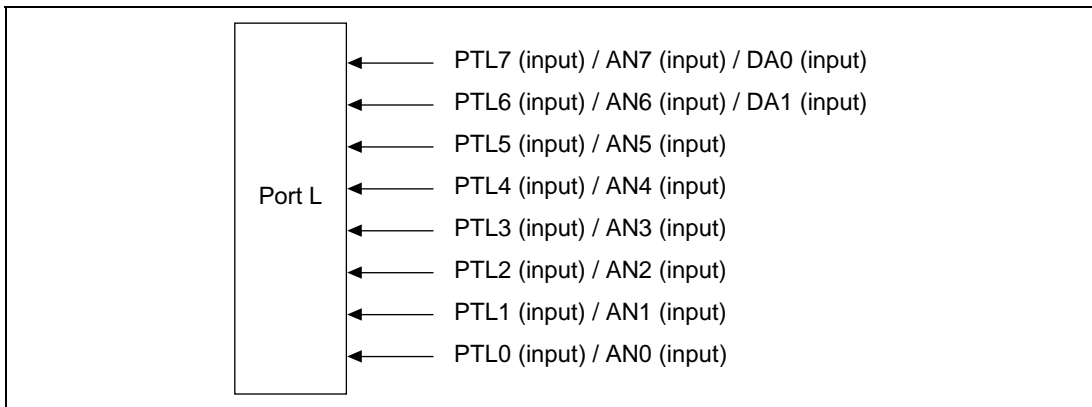 PTL7 (input) / AN7 (input) / DA0 (input)
PTL6 (input) / AN6 (input) / DA1 (input)
PTL5 (input) / AN5 (input)
PTL4 (input) / AN4 (input)
Port L
PTL3 (input) / AN3 (input)
PTL2 (input) / AN2 (input)
PTL1 (input) / AN1 (input)
PTL0 (input) / AN0 (input)